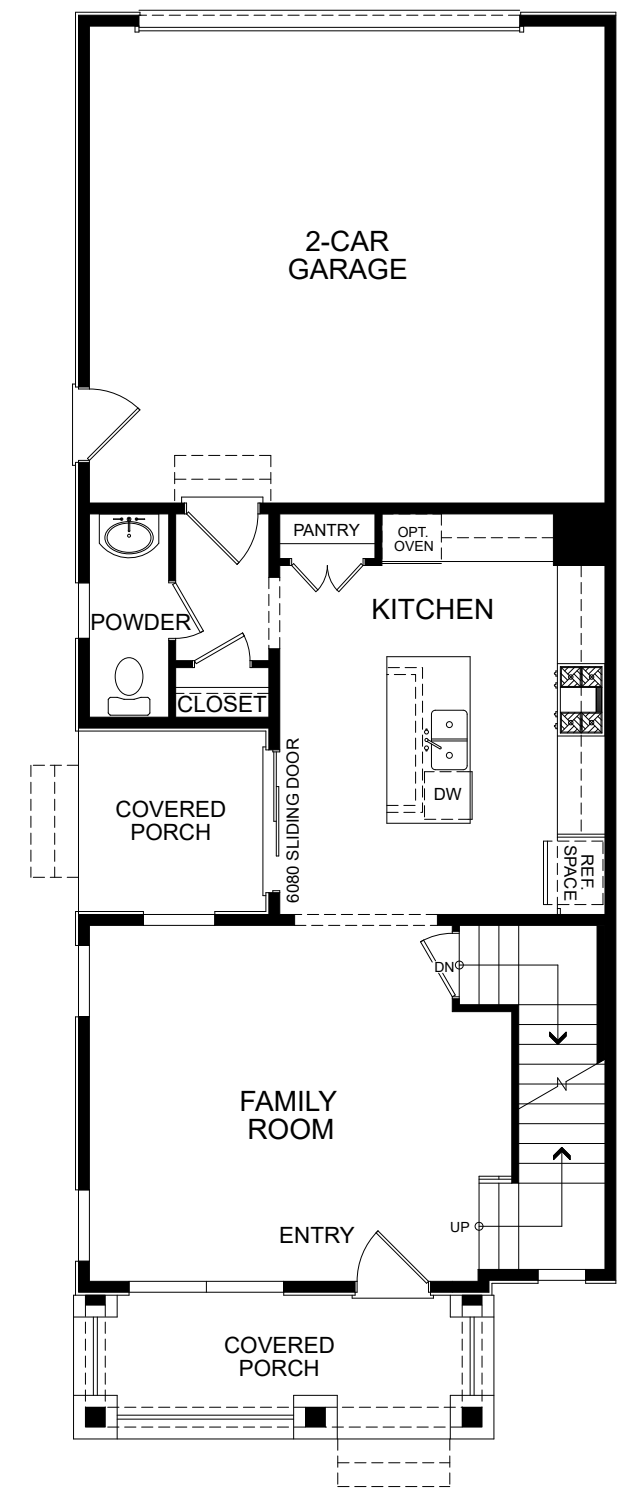 2-CAR
GARAGE
PANTRY
OPT.
OVEN
KITCHEN
POWDER
CLOSET
6080 SLIDING DOOR
DW
COVERED
PORCH
REF.
SPACE
DN
FAMILY
ROOM
N
UP
ENTRY
COVERED
PORCH